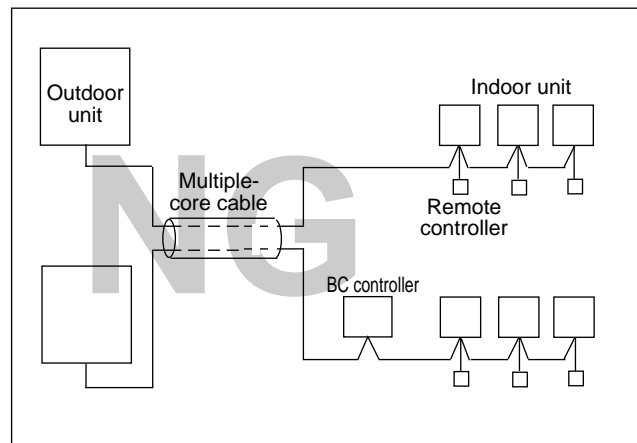 Outdoor
unit
Indoor unit
NG
Multiple-
core cable
Remote
controller
BC controller